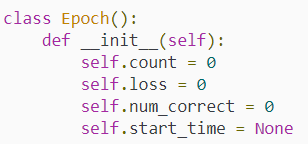 class Epoch():
    def __init__(self):
        self.count = 0
        self.loss = 0
        self.num_correct = 0
        self.start_time = None